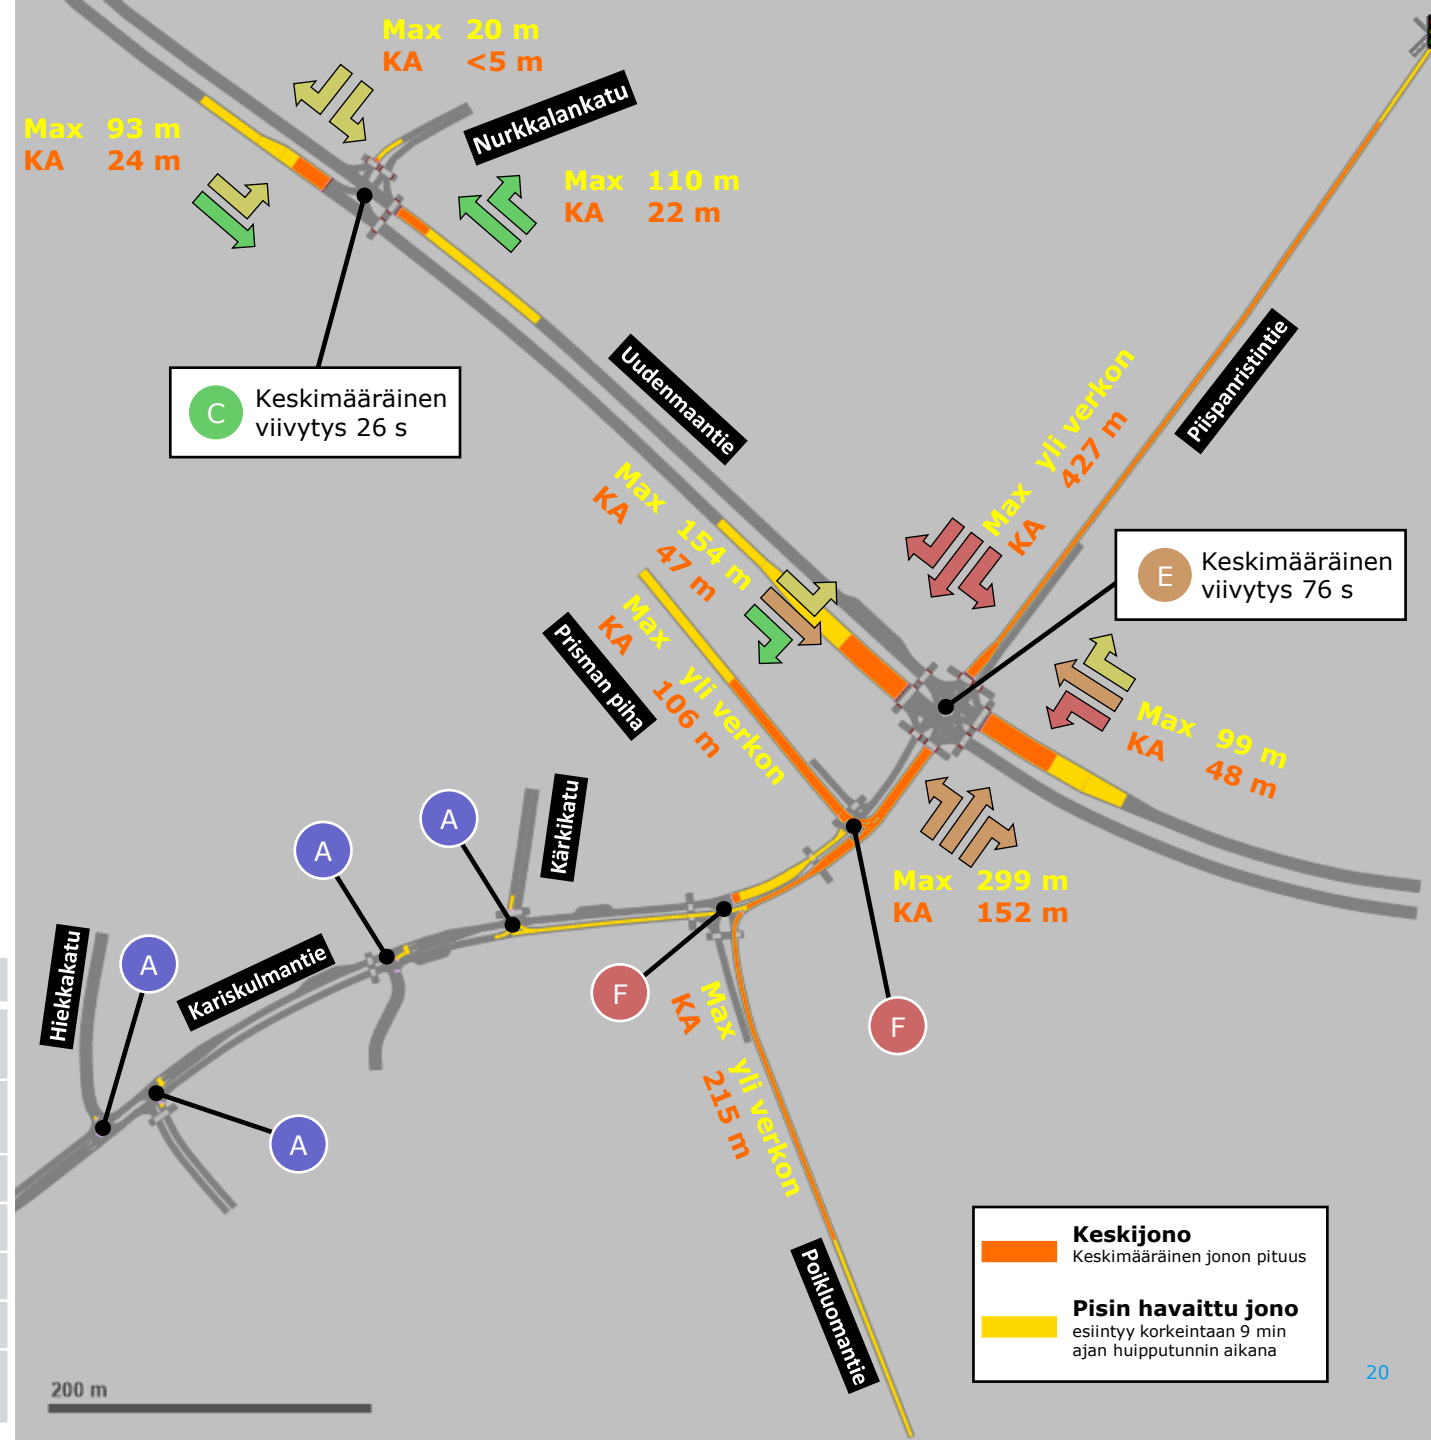 Max 20 m
KA <5 m
Nurkkalankatu
Max 93 m
KA 24 m
Max 110 m
KA 22 m
C
Keskimääräinen
viivytys 26 s
Uudenmaantie
Piispanristintie
Max yli verkon
KA 427 m
Max 154 m
KA 47 m
E
Keskimääräinen
viivytys 76 s
Prisman piha
Max yli verkon
KA 106 m
Max 99 m
KA 48 m
Kärkikatu
A
A
Max 299 m
KA 152 m
Hiekkakatu
Kariskulmantie
A
F
F
Max yli verkon
KA 215 m
A
Poikluomantie
Keskijono
Keskimääräinen jonon pituus
Pisin havaittu jono
esiintyy korkeintaan 9 min
ajan huipputunnin aikana
200 m
20